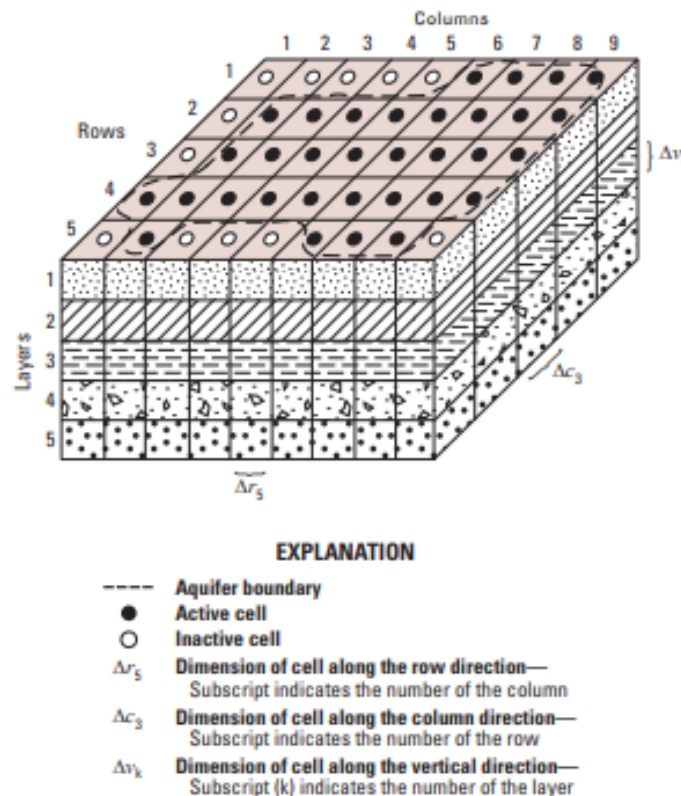 Columns
1 2 3 4 5 6 7 8 9
1
2
Rows
3
Δv
4
5
1
2
Layers
3
4
5
Δc₃
Δr₅
EXPLANATION
Aquifer boundary
Active cell
Inactive cell
Δr₅ Dimension of cell along the row direction—
Subscript indicates the number of the column
Δc₃ Dimension of cell along the column direction—
Subscript indicates the number of the row
Δvₖ Dimension of cell along the vertical direction—
Subscript (k) indicates the number of the layer